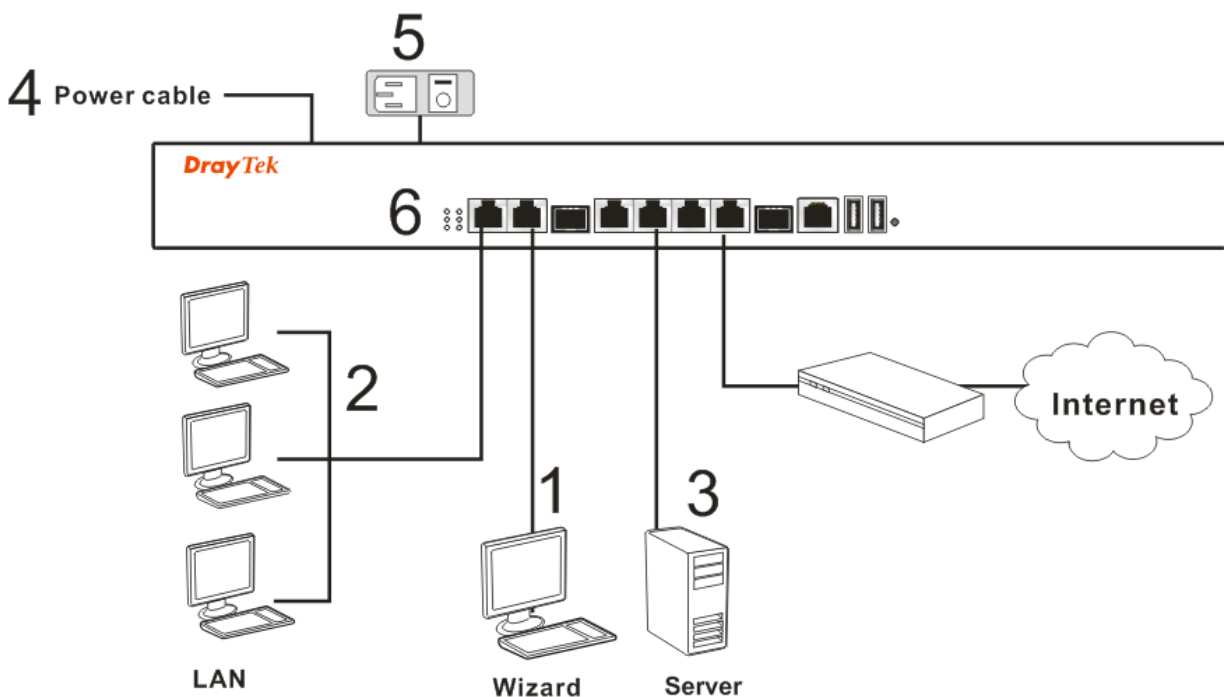 5
4 Power cable
DrayTek
6
2
Internet
1
3
LAN
Wizard
Server